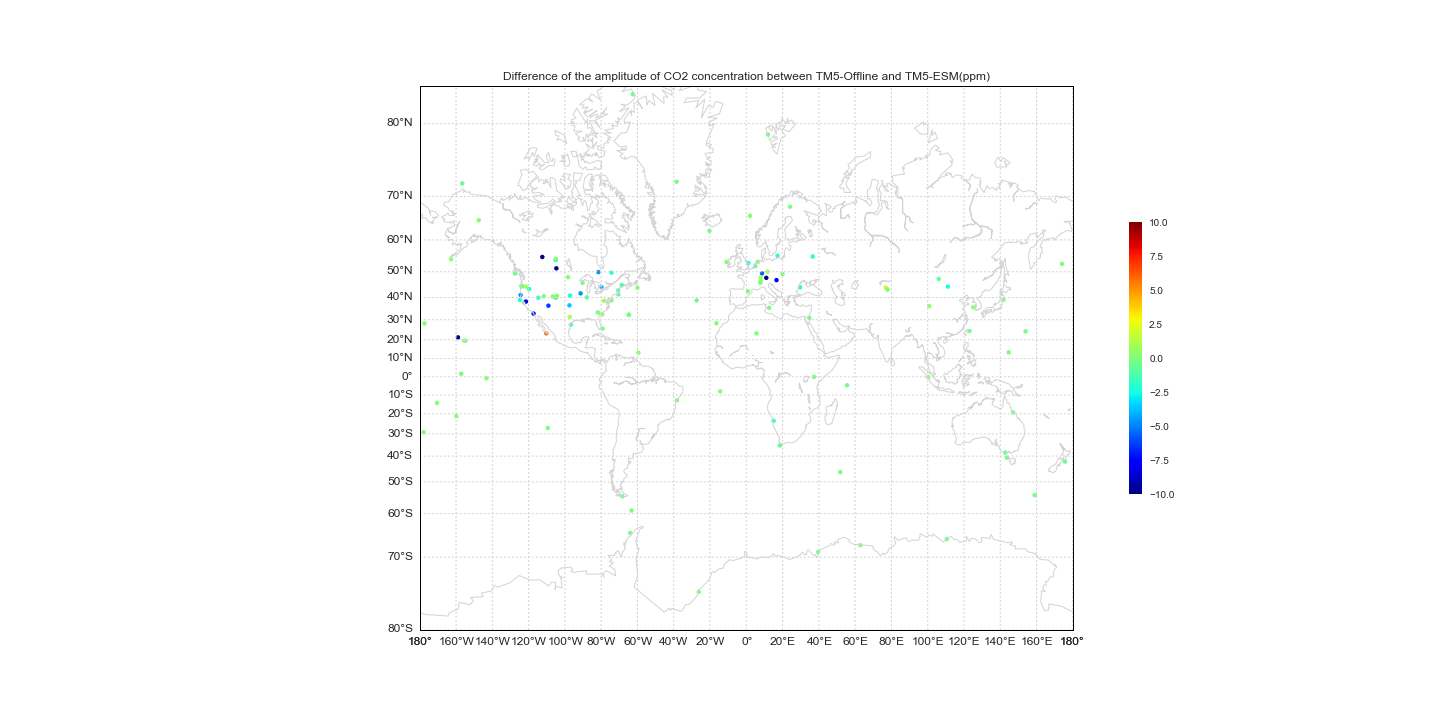 Difference of the amplitude of CO2 concentration between TM5-Offline and TM5-ESM(ppm)
80°N
70°N
60°N
50°N
40°N
30°N
20°N
10°N
0°
10°S
20°S
30°S
40°S
50°S
60°S
70°S
80°S
180° 160°W 140°W 120°W 100°W 80°W 60°W 40°W 20°W 0° 20°E 40°E 60°E 80°E 100°E 120°E 140°E 160°E 180°
10.0
7.5
5.0
2.5
0.0
−2.5
−5.0
−7.5
−10.0